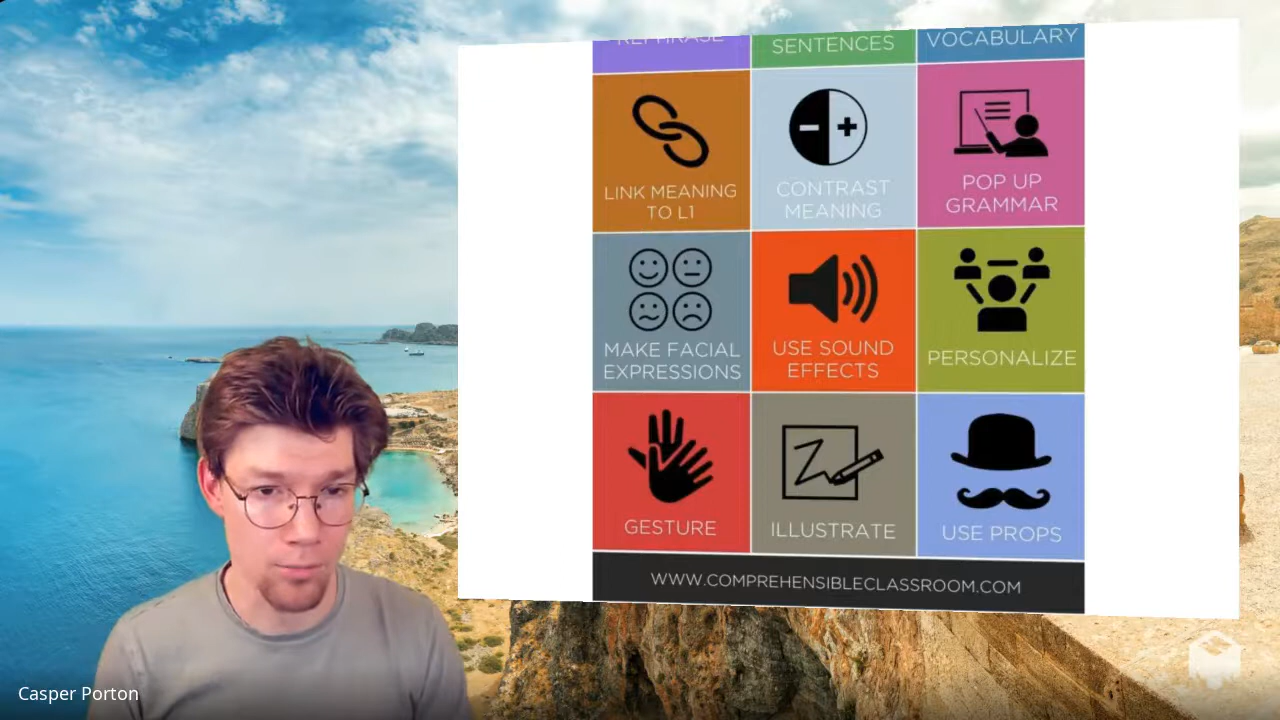 REPHRASE
SENTENCES
VOCABULARY
LINK MEANING
TO L1
CONTRAST
MEANING
POP UP
GRAMMAR
MAKE FACIAL
EXPRESSIONS
USE SOUND
EFFECTS
PERSONALIZE
GESTURE
ILLUSTRATE
USE PROPS
WWW.COMPREHENSIBLECLASSROOM.COM
Casper Porton